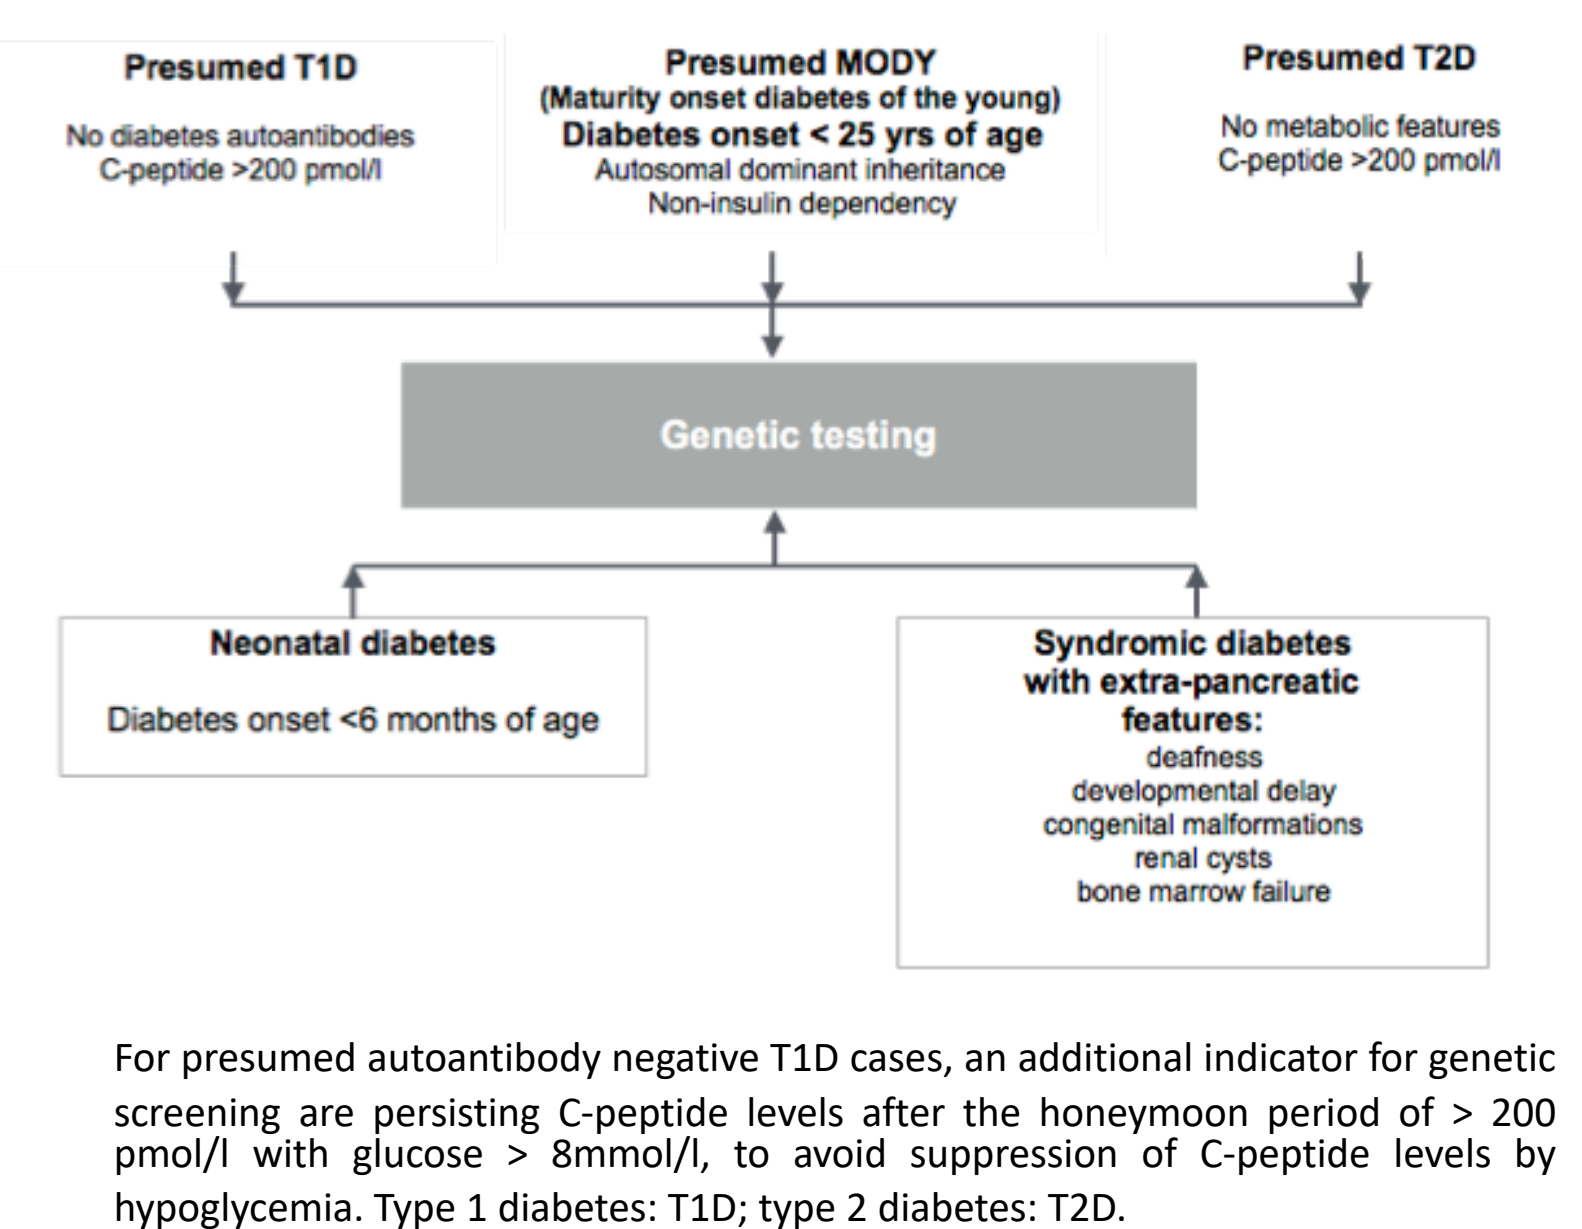 Presumed T1D
No diabetes autoantibodies
C-peptide >200 pmol/l
Presumed MODY
(Maturity onset diabetes of the young)
Diabetes onset < 25 yrs of age
Autosomal dominant inheritance
Non-insulin dependency
Presumed T2D
No metabolic features
C-peptide >200 pmol/l
Genetic testing
Neonatal diabetes
Diabetes onset <6 months of age
Syndromic diabetes
with extra-pancreatic
features:
deafness
developmental delay
congenital malformations
renal cysts
bone marrow failure
For presumed autoantibody negative T1D cases, an additional indicator for genetic
screening are persisting C-peptide levels after the honeymoon period of > 200
pmol/l with glucose > 8mmol/l, to avoid suppression of C-peptide levels by
hypoglycemia. Type 1 diabetes: T1D; type 2 diabetes: T2D.